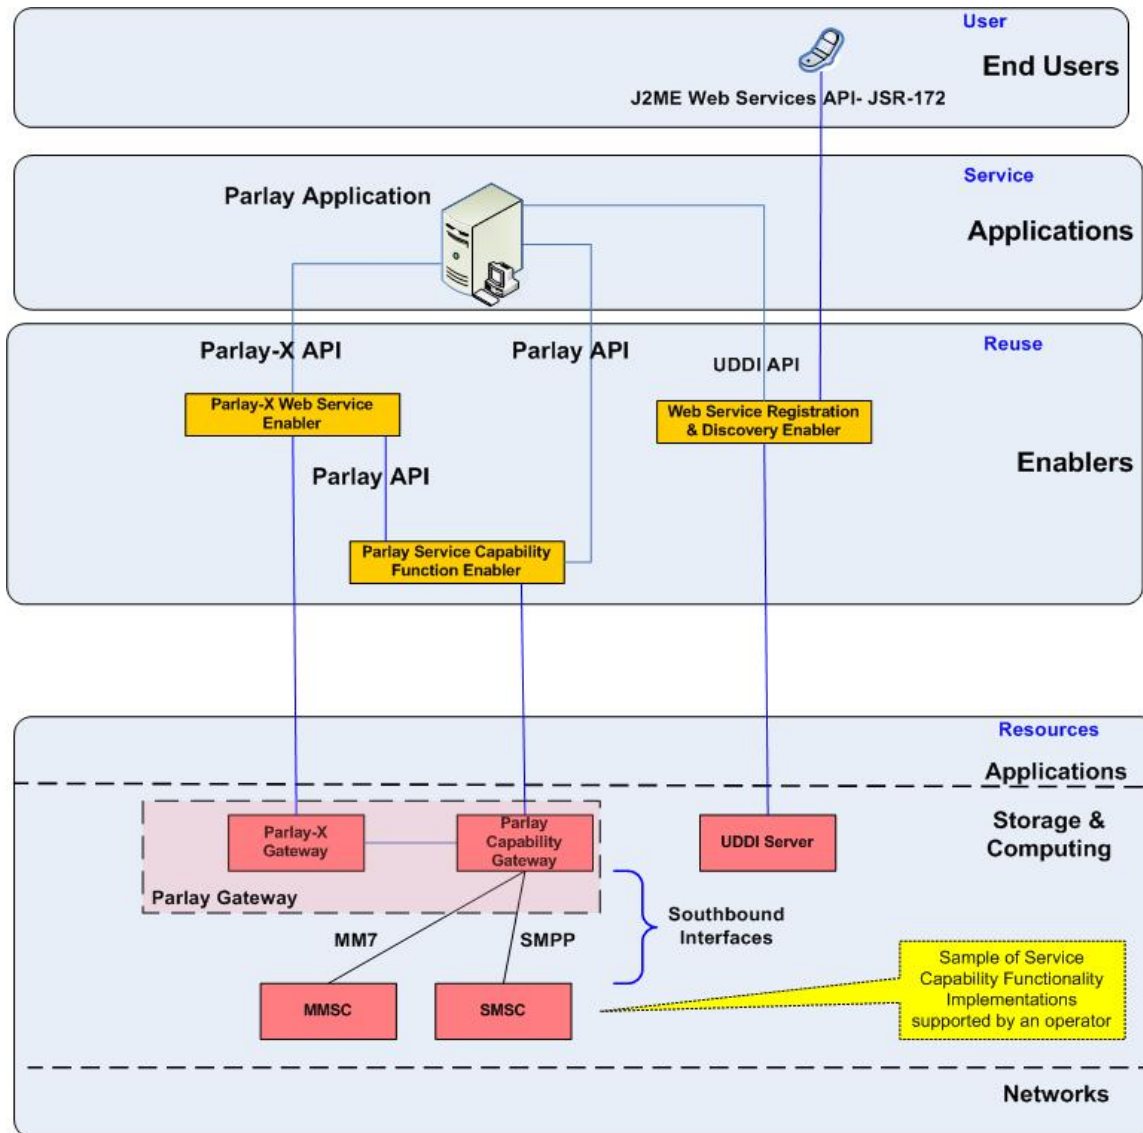 User
End Users
J2ME Web Services API- JSR-172
Service
Parlay Application
Applications
Reuse
Parlay-X API
Parlay API
UDDI API
Parlay-X Web Service
Enabler
Web Service Registration
& Discovery Enabler
Enablers
Parlay API
Parlay Service Capability
Function Enabler
Resources
Applications
Storage &
Computing
Parlay-X
Gateway
Parlay
Capability
Gateway
UDDI Server
Parlay Gateway
Southbound
Interfaces
MM7
SMPP
Sample of Service
Capability Functionality
Implementations
supported by an operator
MMSC
SMSC
Networks